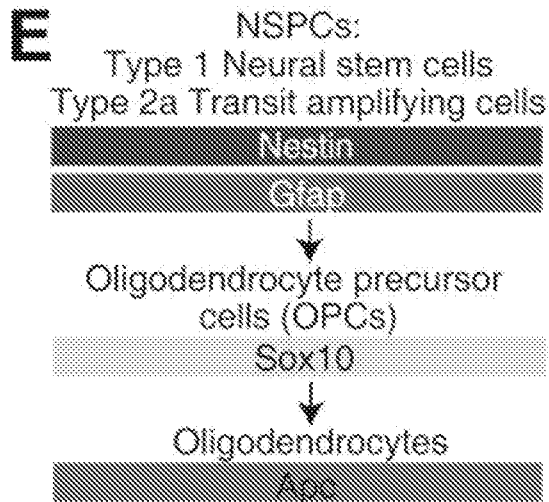 E
NSPCs:
Type 1 Neural stem cells
Type 2a Transit amplifying cells
Nestin
Gfap
Oligodendrocyte precursor
cells (OPCs)
Sox10
Oligodendrocytes
Apc